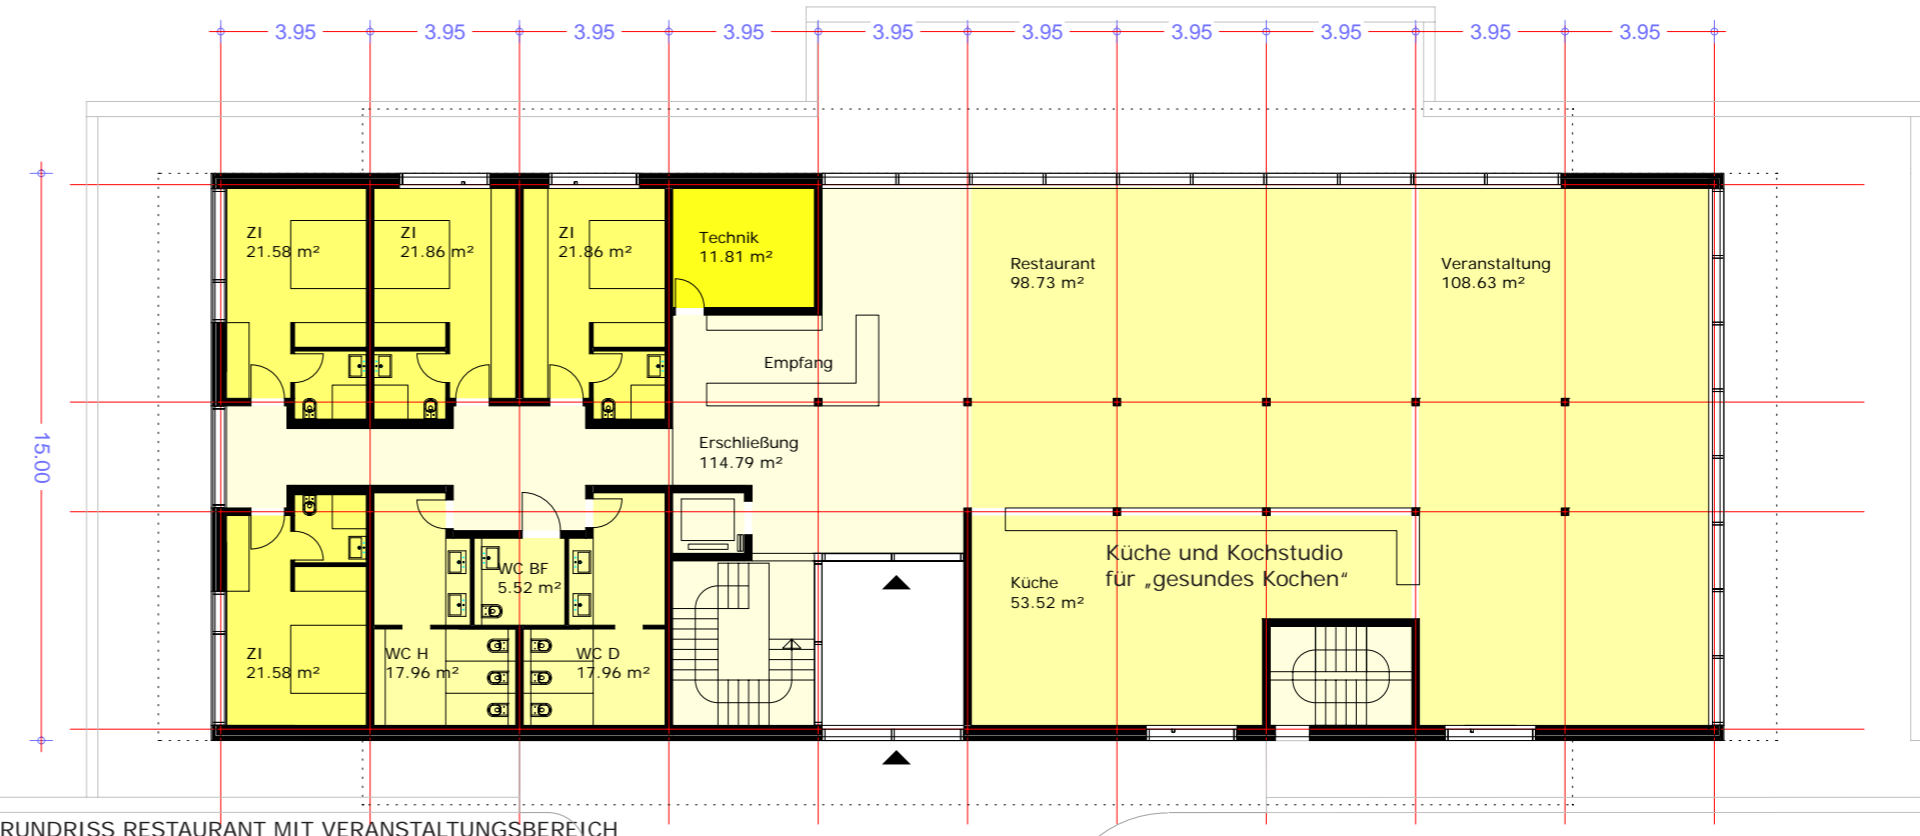 3.95 3.95 3.95 3.95 3.95 3.95 3.95 3.95 3.95 3.95
15.00
ZI
21.58 m²
ZI
21.86 m²
ZI
21.86 m²
Technik
11.81 m²
Restaurant
98.73 m²
Veranstaltung
108.63 m²
Empfang
Erschließung
114.79 m²
WC BF
5.52 m²
Küche und Kochstudio
für „gesundes Kochen“
Küche
53.52 m²
ZI
21.58 m²
WC H
17.96 m²
WC D
17.96 m²
RUNDRISS RESTAURANT MIT VERANSTALTUNGSBEREICH